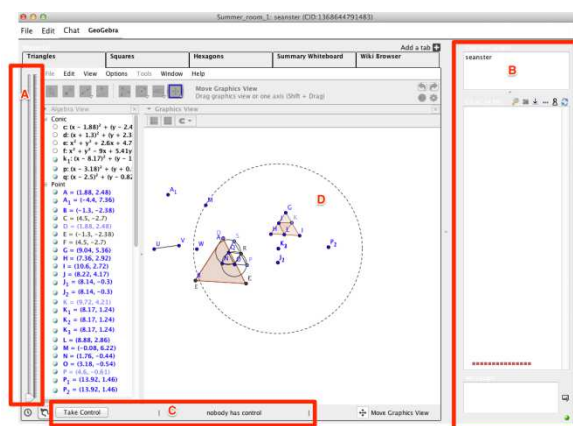 Summer_room_1: seanster (CID:1368644791483)
File Edit Chat GeoGebra
Add a tab
Triangles Squares Hexagons Summary Whiteboard Wiki Browser
File Edit View Options Tools Window Help
Move Graphics View
Drag graphics view or one axis (Shift + Drag)
Algebra View
Graphics View
Conic
c: (x - 1.88)² + (y - 2.4
d: (x + 1.3)² + (y + 2.3
e: x² + y² + 2.6x + 4.7
f: x² + y² - 9x + 5.41y
k₁: (x - 8.17)² + (y - 1
p: (x - 3.18)² + (y + 0.
q: (x - 2.5)² + (y - 0.82
Point
A = (1.88, 2.48)
A₁ = (-4.4, 7.36)
B = (-1.3, -2.38)
C = (4.5, -2.7)
D = (1.88, 2.48)
E = (-1.3, -2.38)
F = (4.5, -2.7)
G = (9.04, 5.36)
H = (7.36, 2.92)
I = (10.6, 2.72)
J = (8.22, 4.17)
J₁ = (8.14, -0.3)
J₂ = (8.14, -0.3)
K = (9.72, 4.21)
K₁ = (8.17, 1.24)
K₂ = (8.17, 1.24)
K₃ = (8.17, 1.24)
L = (8.88, 2.86)
M = (-0.08, 6.22)
N = (1.76, -0.44)
O = (3.18, -0.54)
P = (4.6, -0.61)
P₁ = (13.92, 1.46)
P₂ = (13.92, 1.46)
A
B
C
D
A₁
M
U
V
W
G
H
I
K₃
J₂
P₂
E
seanster
Take Control
nobody has control
Move Graphics View